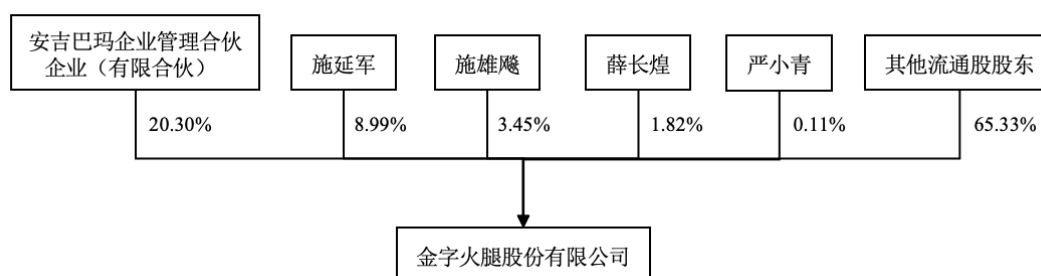 安吉巴玛企业管理合伙
企业（有限合伙）
施延军
施雄飚
薛长煌
严小青
其他流通股股东
20.30%
8.99%
3.45%
1.82%
0.11%
65.33%
金字火腿股份有限公司